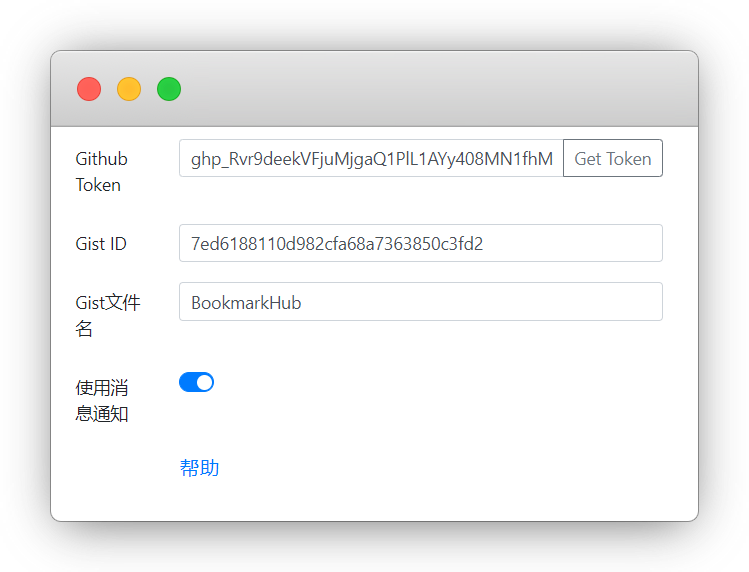 Github
Token
ghp_Rvr9deekVFjuMjgaQ1PlL1AYy408MN1fhM
Get Token
Gist ID
7ed6188110d982cfa68a7363850c3fd2
Gist文件
名
BookmarkHub
使用消
息通知
帮助